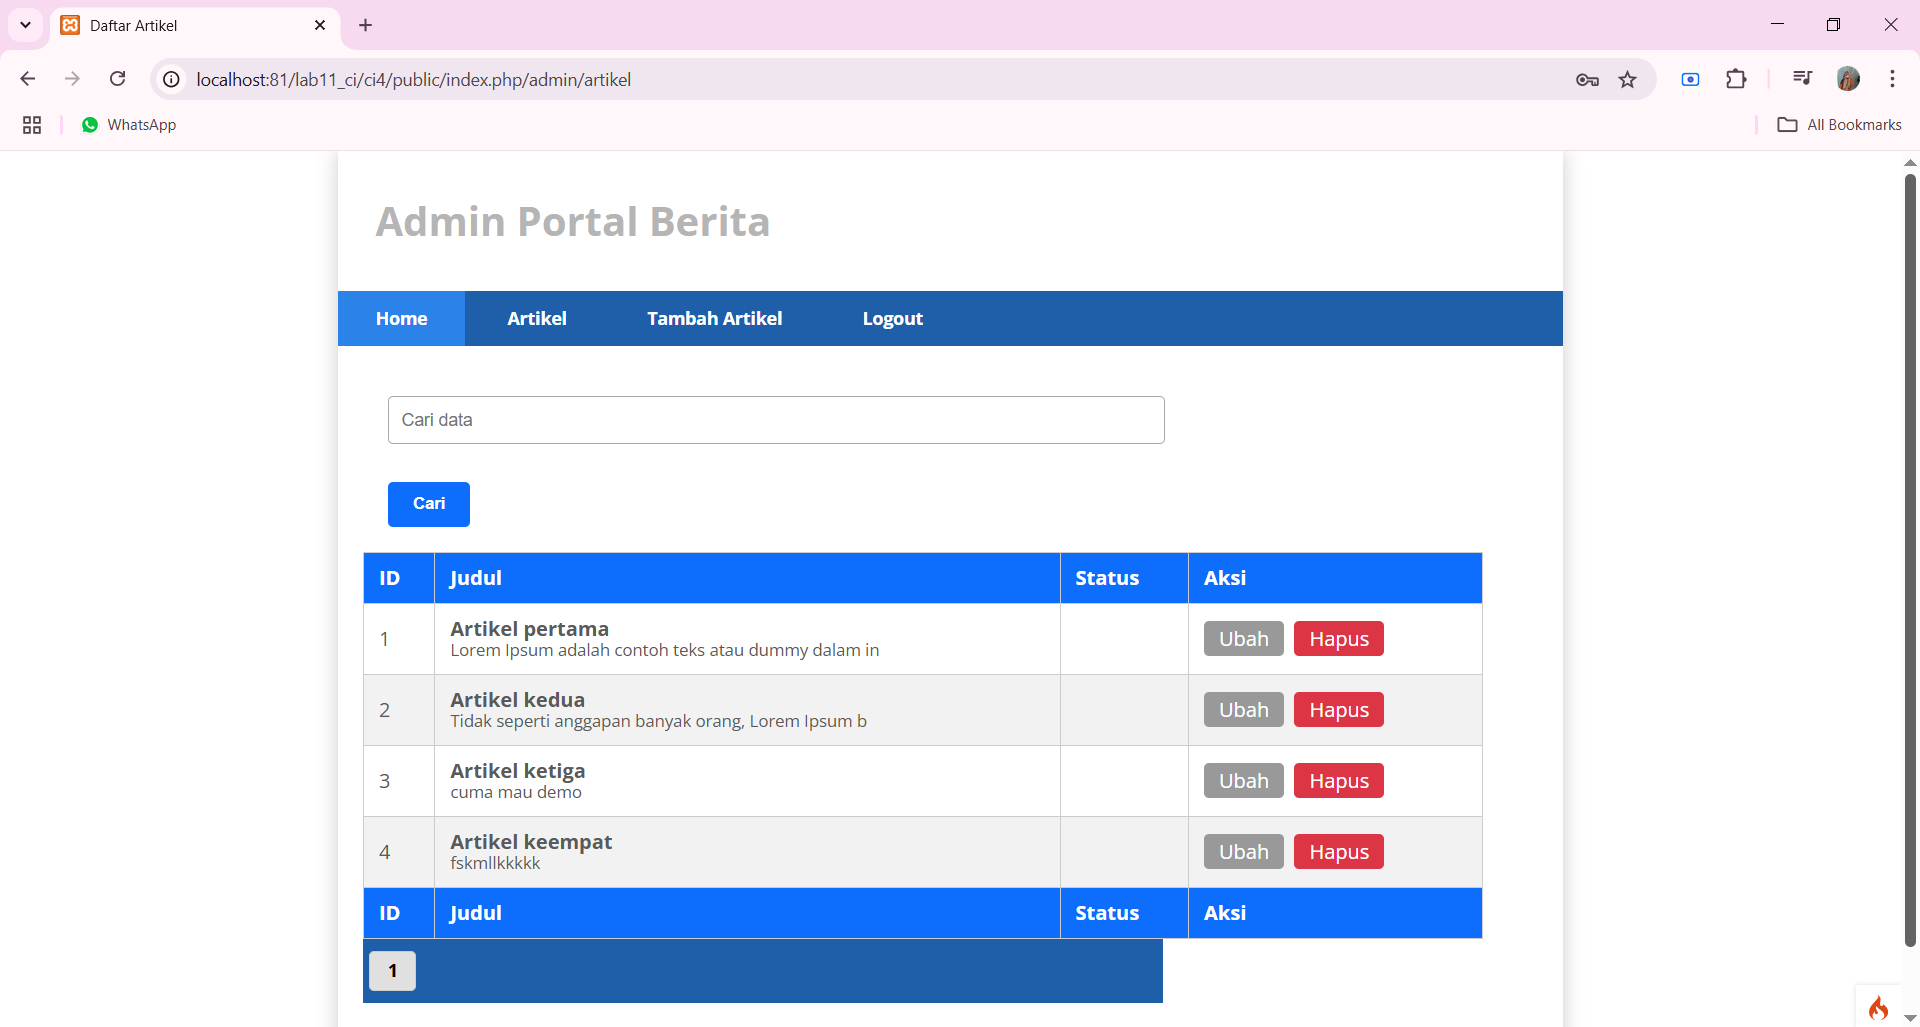 Daftar Artikel
localhost:81/lab11_ci/ci4/public/index.php/admin/artikel
WhatsApp
All Bookmarks
Admin Portal Berita
Home Artikel Tambah Artikel Logout
Cari data
Cari
ID Judul Status Aksi
1 Artikel pertama Ubah Hapus
Lorem Ipsum adalah contoh teks atau dummy dalam in
2 Artikel kedua Ubah Hapus
Tidak seperti anggapan banyak orang, Lorem Ipsum b
3 Artikel ketiga Ubah Hapus
cuma mau demo
4 Artikel keempat Ubah Hapus
fskmllkkkkk
ID Judul Status Aksi
1